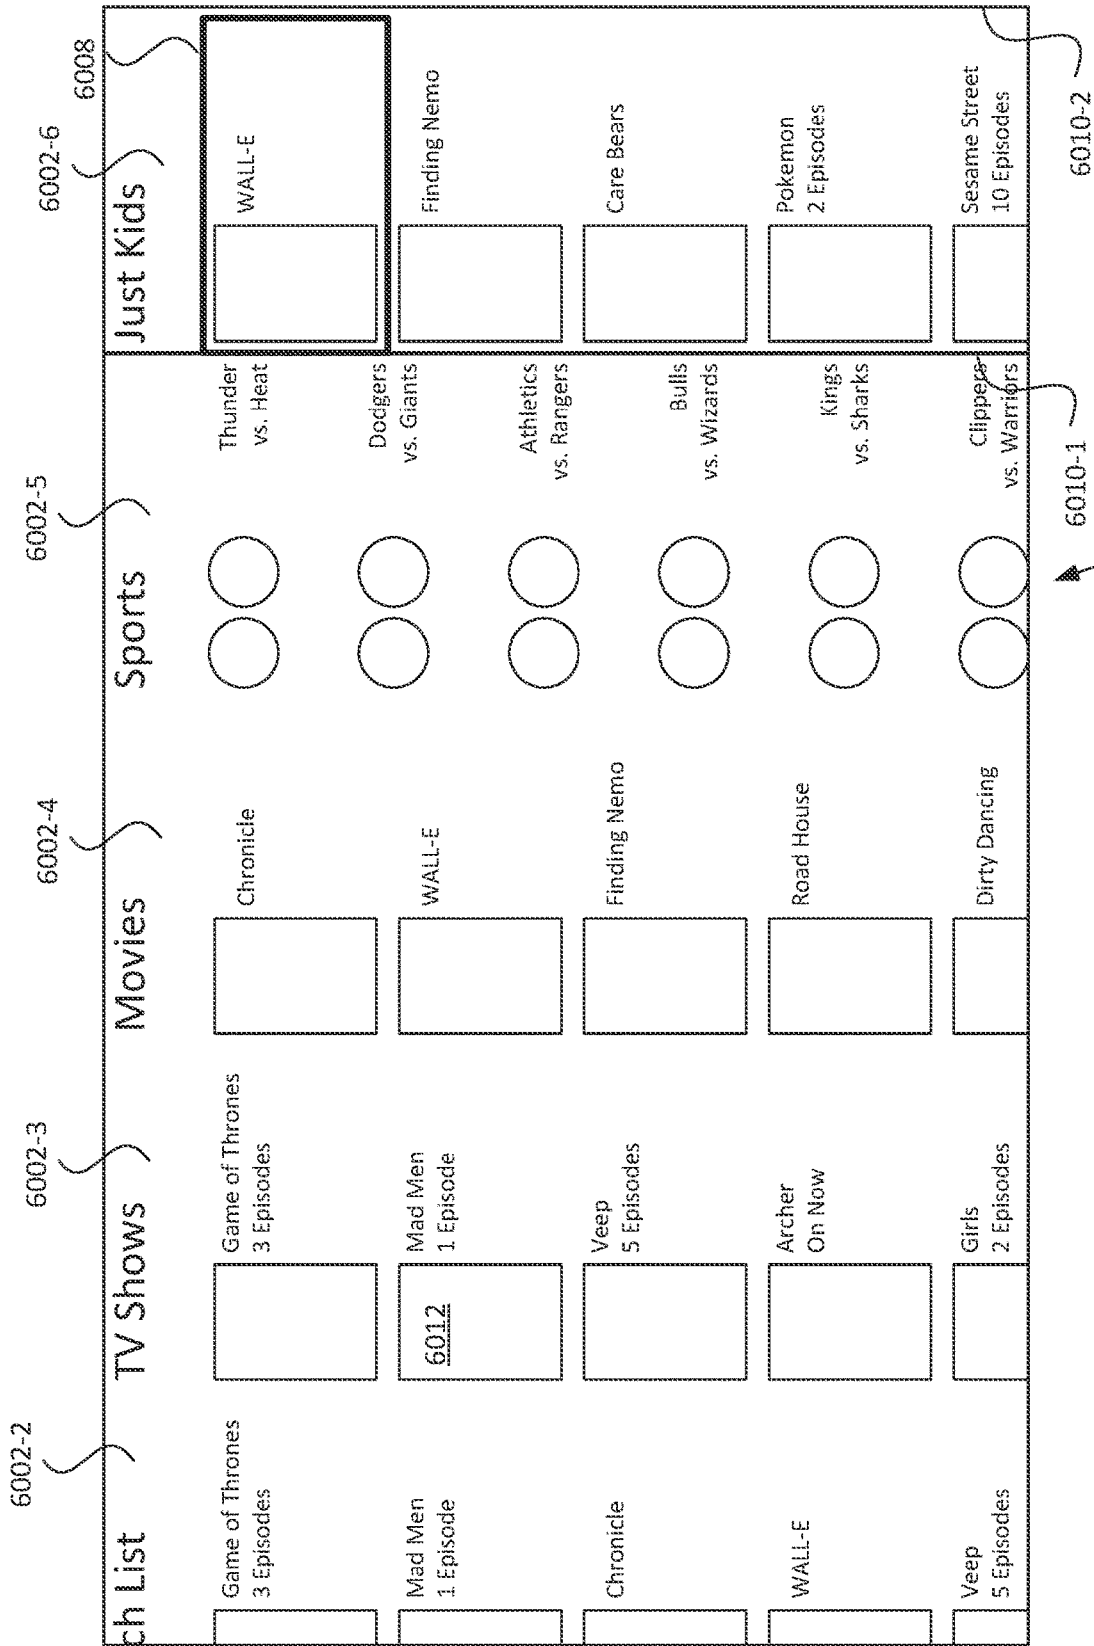 6002-2
6002-3
6002-4
6002-5
6002-6
6008
ch List
Game of Thrones
3 Episodes
Mad Men
1 Episode
Chronicle
WALL-E
Veep
5 Episodes
TV Shows
Game of Thrones
3 Episodes
6012
Mad Men
1 Episode
Veep
5 Episodes
Archer
On Now
Girls
2 Episodes
Movies
Chronicle
WALL-E
Finding Nemo
Road House
Dirty Dancing
Sports
Thunder
vs. Heat
Dodgers
vs. Giants
Athletics
vs. Rangers
Bulls
vs. Wizards
Kings
vs. Sharks
Clippers
vs. Warriors
Just Kids
WALL-E
Finding Nemo
Care Bears
Pokemon
2 Episodes
Sesame Street
10 Episodes
6010-1
6010-2